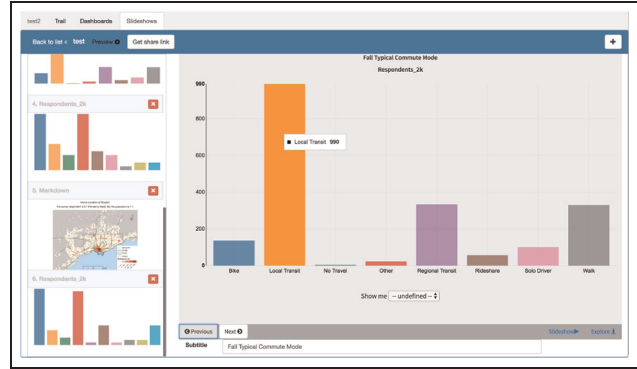 test2 Trail Dashboards Slideshows
Back to list < test Preview Get share link +
4. Respondents_2k
5. Markdown
6. Respondents_2k
Fall Typical Commute Mode
Respondents_2k
990
800
600
400
200
0
Local Transit 990
Bike Local Transit No Travel Other Regional Transit Rideshare Solo Driver Walk
Show me -- undefined --
Previous Next Slideshow Explore
Subtitle Fall Typical Commute Mode